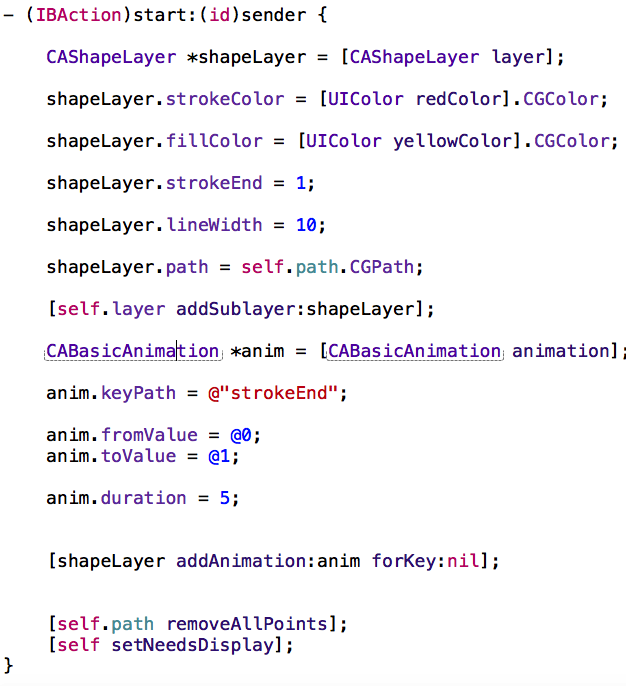 - (IBAction)start:(id)sender {
CAShapeLayer *shapeLayer = [CAShapeLayer layer];
shapeLayer.strokeColor = [UIColor redColor].CGColor;
shapeLayer.fillColor = [UIColor yellowColor].CGColor;
shapeLayer.strokeEnd = 1;
shapeLayer.lineWidth = 10;
shapeLayer.path = self.path.CGPath;
[self.layer addSublayer:shapeLayer];
CABasicAnimation *anim = [CABasicAnimation animation];
anim.keyPath = @"strokeEnd";
anim.fromValue = @0;
anim.toValue = @1;
anim.duration = 5;
[shapeLayer addAnimation:anim forKey:nil];
[self.path removeAllPoints];
[self setNeedsDisplay];
}